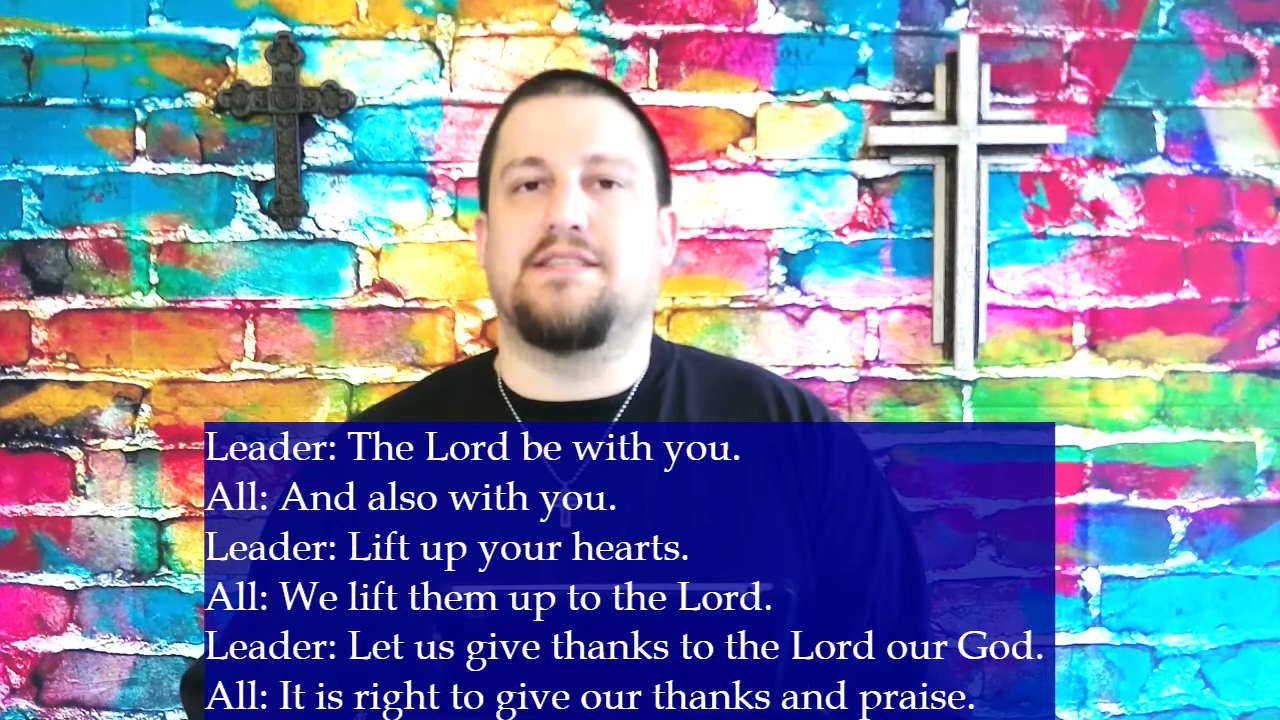 Leader: The Lord be with you.
All: And also with you.
Leader: Lift up your hearts.
All: We lift them up to the Lord.
Leader: Let us give thanks to the Lord our God.
All: It is right to give our thanks and praise.